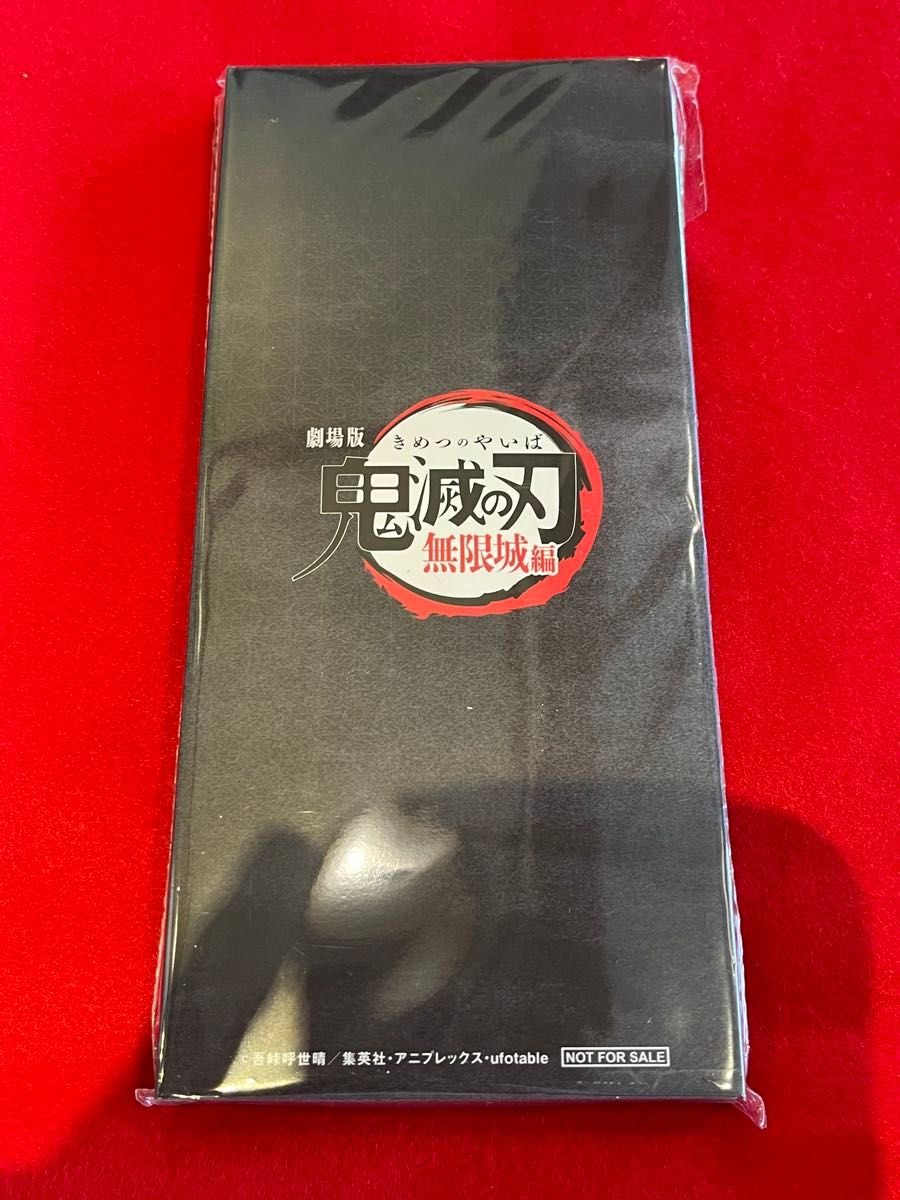 劇場版
きめつのやいば
鬼滅の刃
無限城編
©吾峠呼世晴／集英社・アニプレックス・ufotable
NOT FOR SALE